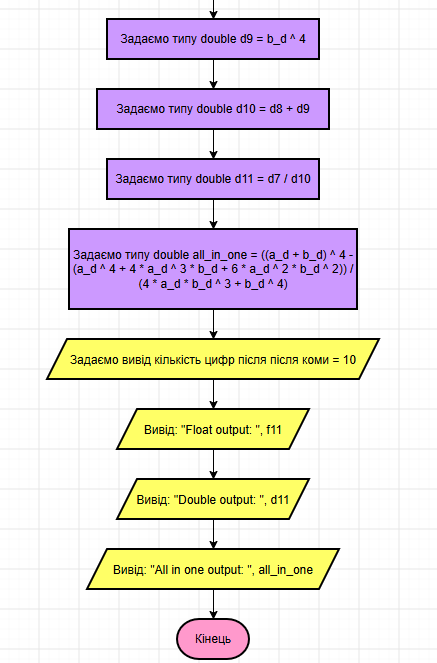 Задаємо типу double d9 = b_d ^ 4
Задаємо типу double d10 = d8 + d9
Задаємо типу double d11 = d7 / d10
Задаємо типу double all_in_one = ((a_d + b_d) ^ 4 -
(a_d ^ 4 + 4 * a_d ^ 3 * b_d + 6 * a_d ^ 2 * b_d ^ 2)) /
(4 * a_d * b_d ^ 3 + b_d ^ 4)
Задаємо вивід кількість цифр після після коми = 10
Вивід: "Float output: ", f11
Вивід: "Double output: ", d11
Вивід: "All in one output: ", all_in_one
Кінець